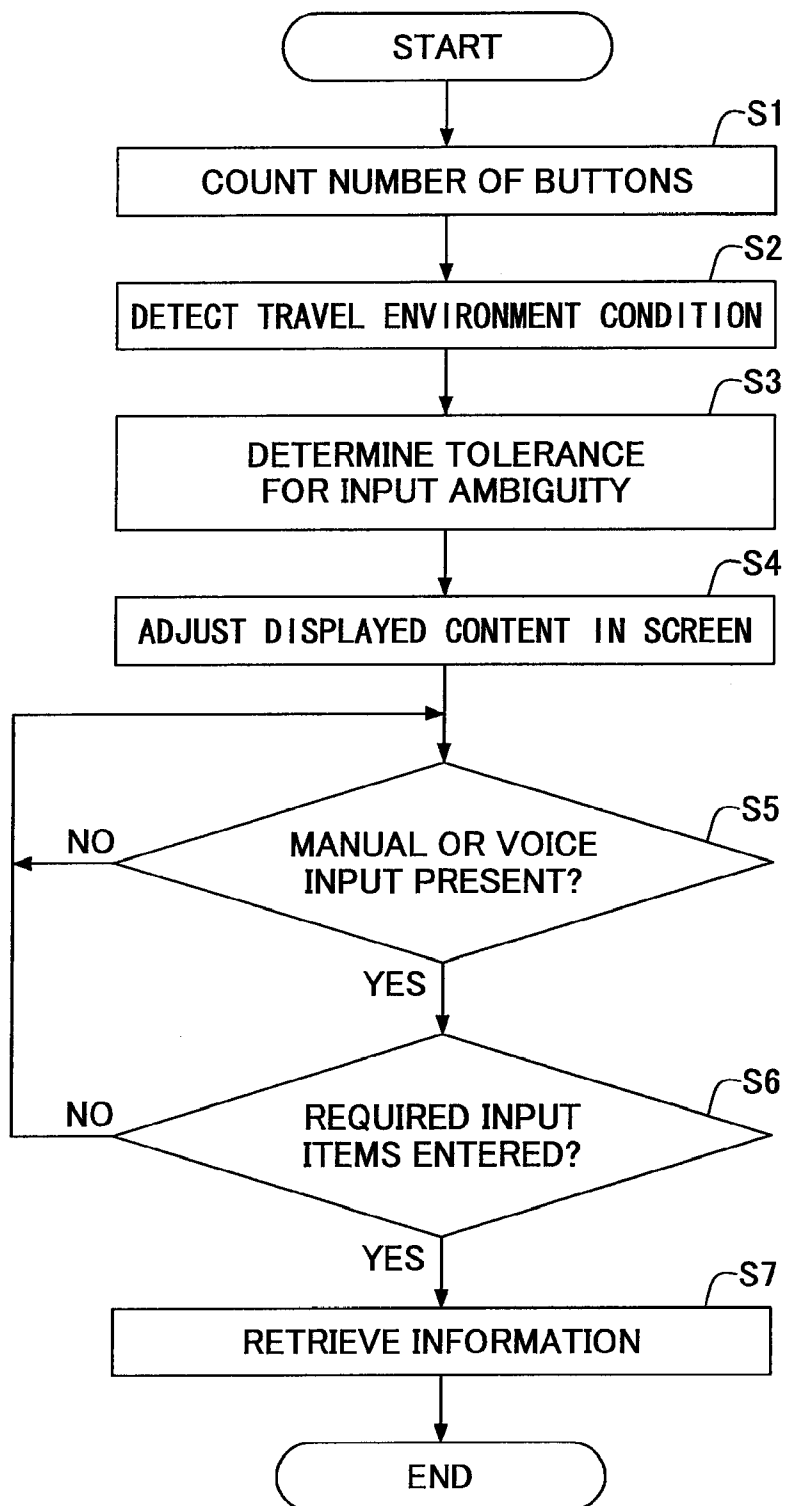 START
S1
COUNT NUMBER OF BUTTONS
S2
DETECT TRAVEL ENVIRONMENT CONDITION
S3
DETERMINE TOLERANCE
FOR INPUT AMBIGUITY
S4
ADJUST DISPLAYED CONTENT IN SCREEN
S5
NO
MANUAL OR VOICE
INPUT PRESENT?
YES
S6
NO
REQUIRED INPUT
ITEMS ENTERED?
YES
S7
RETRIEVE INFORMATION
END